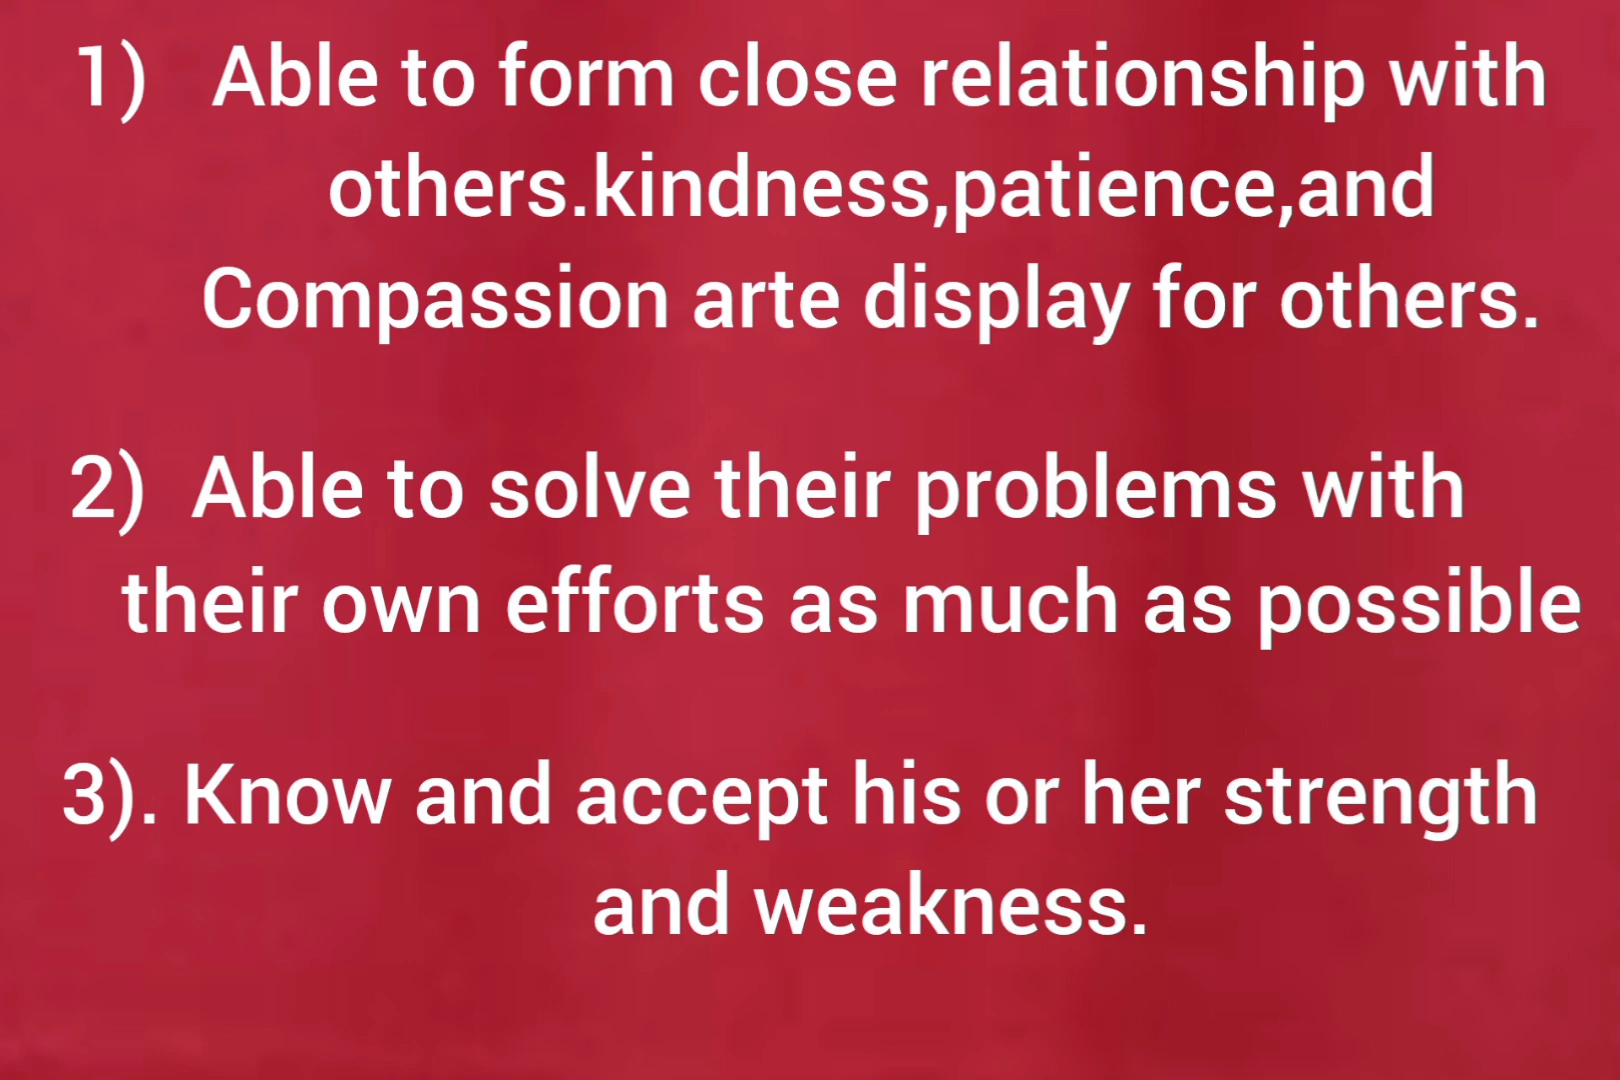 1) Able to form close relationship with
others.kindness,patience,and
Compassion arte display for others.
2) Able to solve their problems with
their own efforts as much as possible
3). Know and accept his or her strength
and weakness.